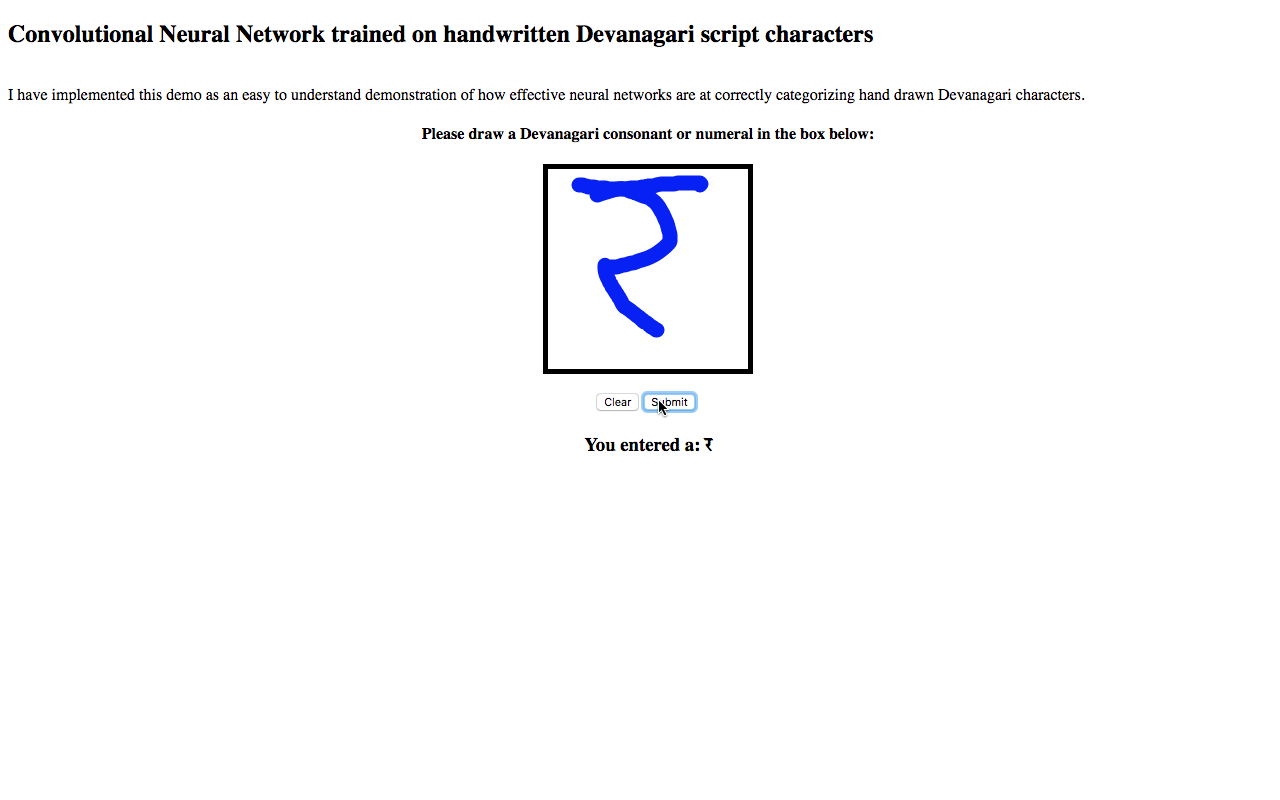 Convolutional Neural Network trained on handwritten Devanagari script characters
I have implemented this demo as an easy to understand demonstration of how effective neural networks are at correctly categorizing hand drawn Devanagari characters.
Please draw a Devanagari consonant or numeral in the box below:
र
Clear Submit
You entered a: र